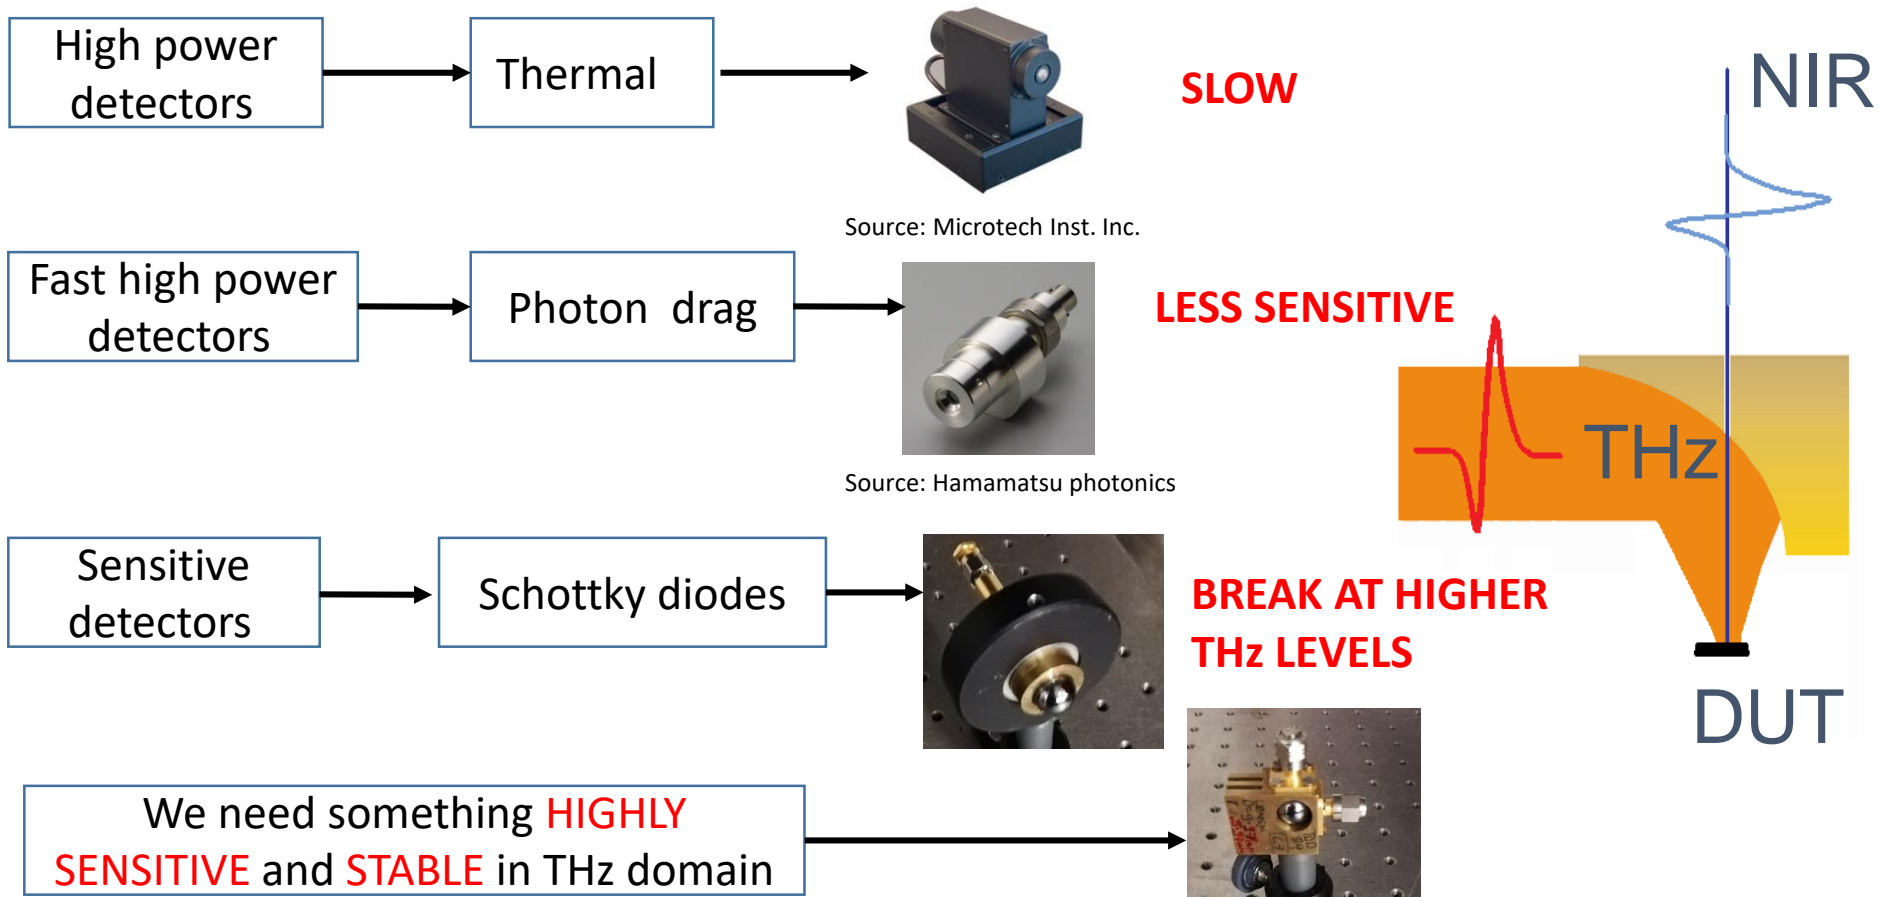 High power
detectors
Thermal
SLOW
Source: Microtech Inst. Inc.
Fast high power
detectors
Photon drag
LESS SENSITIVE
Source: Hamamatsu photonics
Sensitive
detectors
Schottky diodes
BREAK AT HIGHER
THz LEVELS
We need something HIGHLY
SENSITIVE and STABLE in THz domain
NIR
THz
DUT